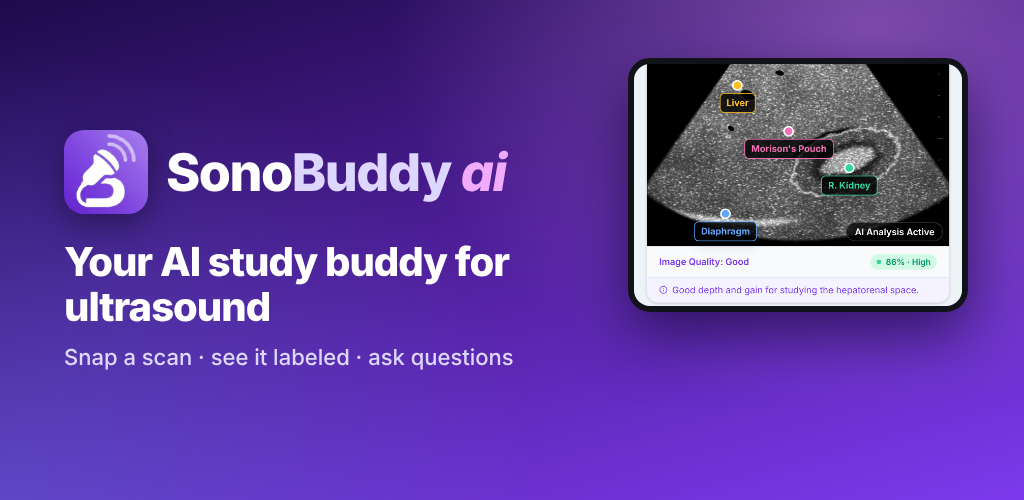 SonoBuddy ai
Your AI study buddy for
ultrasound
Snap a scan · see it labeled · ask questions
Liver
Morison's Pouch
R. Kidney
Diaphragm
AI Analysis Active
Image Quality: Good
86% · High
Good depth and gain for studying the hepatorenal space.